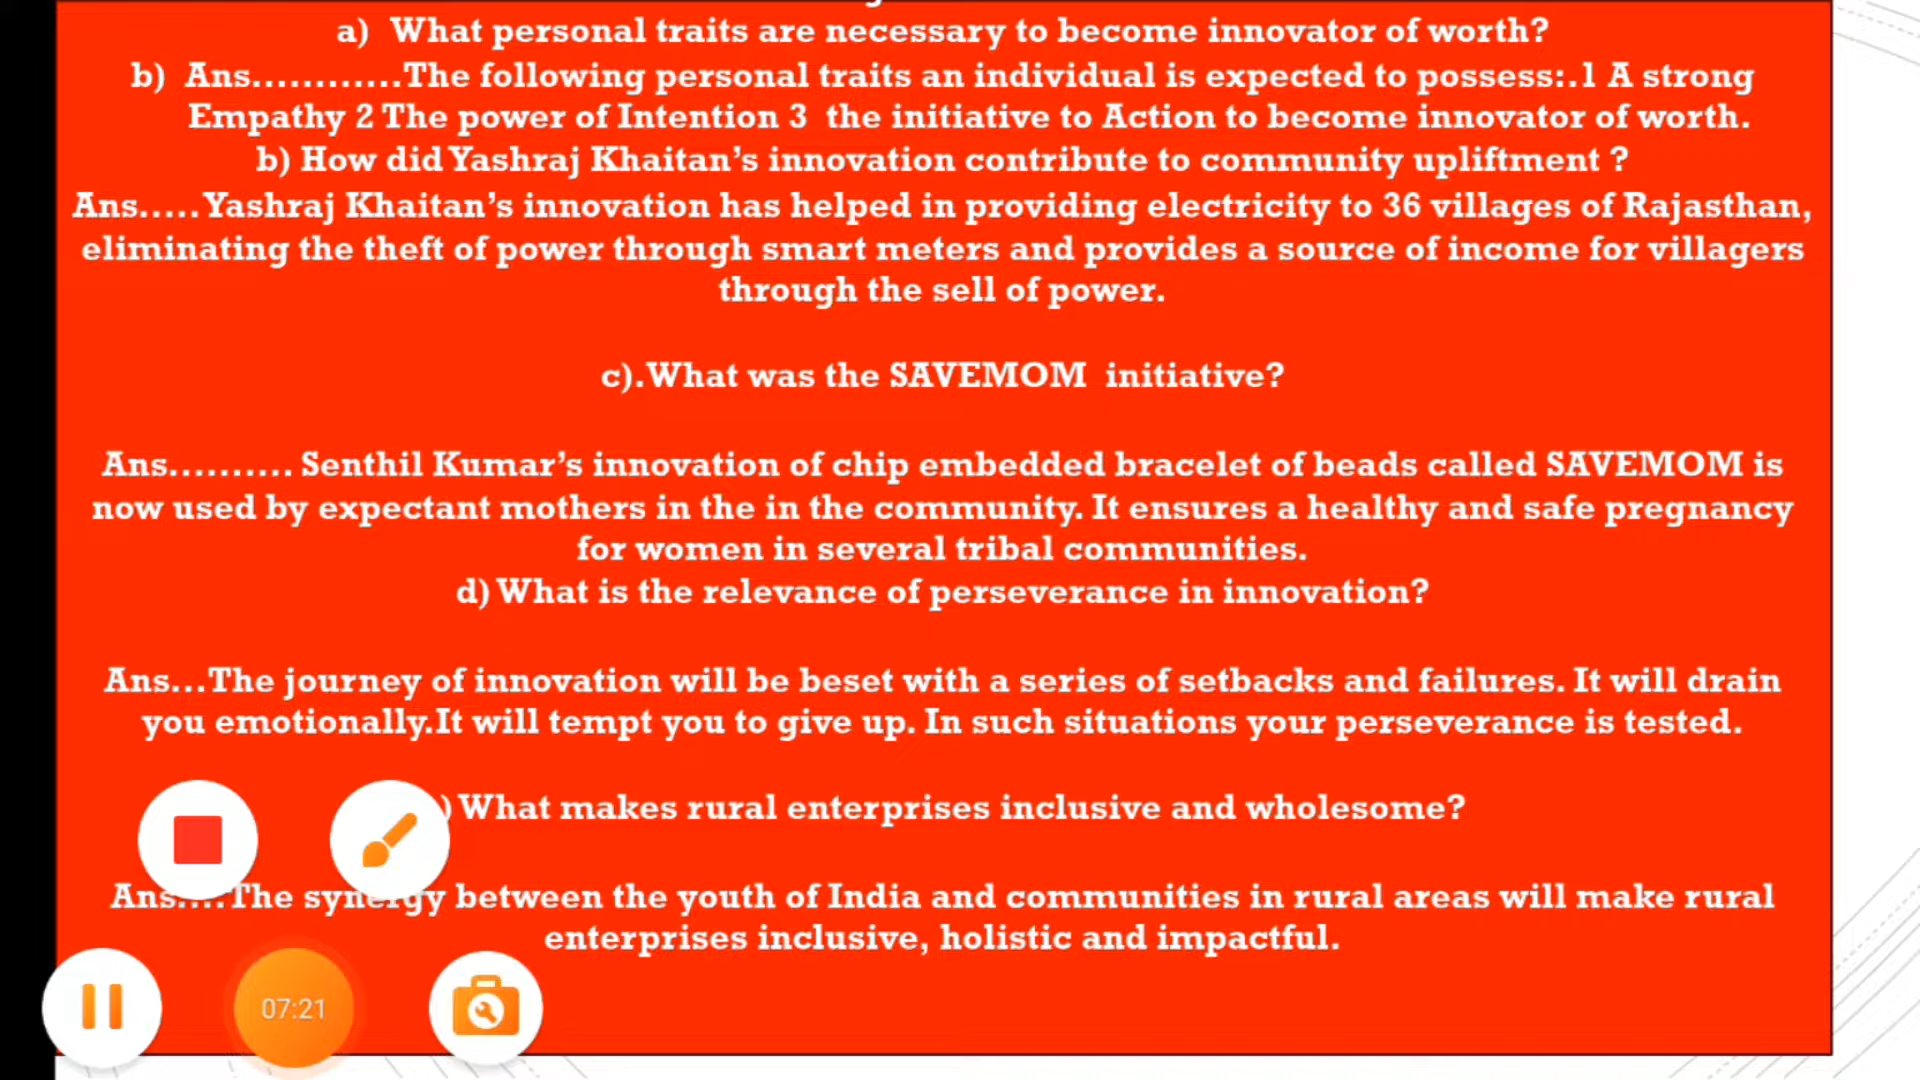 a) What personal traits are necessary to become innovator of worth?
b) Ans............The following personal traits an individual is expected to possess:.1 A strong
Empathy 2 The power of Intention 3 the initiative to Action to become innovator of worth.
b) How did Yashraj Khaitan's innovation contribute to community upliftment ?
Ans.....Yashraj Khaitan's innovation has helped in providing electricity to 36 villages of Rajasthan,
eliminating the theft of power through smart meters and provides a source of income for villagers
through the sell of power.
c).What was the SAVEMOM initiative?
Ans.......... Senthil Kumar's innovation of chip embedded bracelet of beads called SAVEMOM is
now used by expectant mothers in the in the community. It ensures a healthy and safe pregnancy
for women in several tribal communities.
d) What is the relevance of perseverance in innovation?
Ans...The journey of innovation will be beset with a series of setbacks and failures. It will drain
you emotionally.It will tempt you to give up. In such situations your perseverance is tested.
) What makes rural enterprises inclusive and wholesome?
Ans....The synergy between the youth of India and communities in rural areas will make rural
enterprises inclusive, holistic and impactful.
07:21